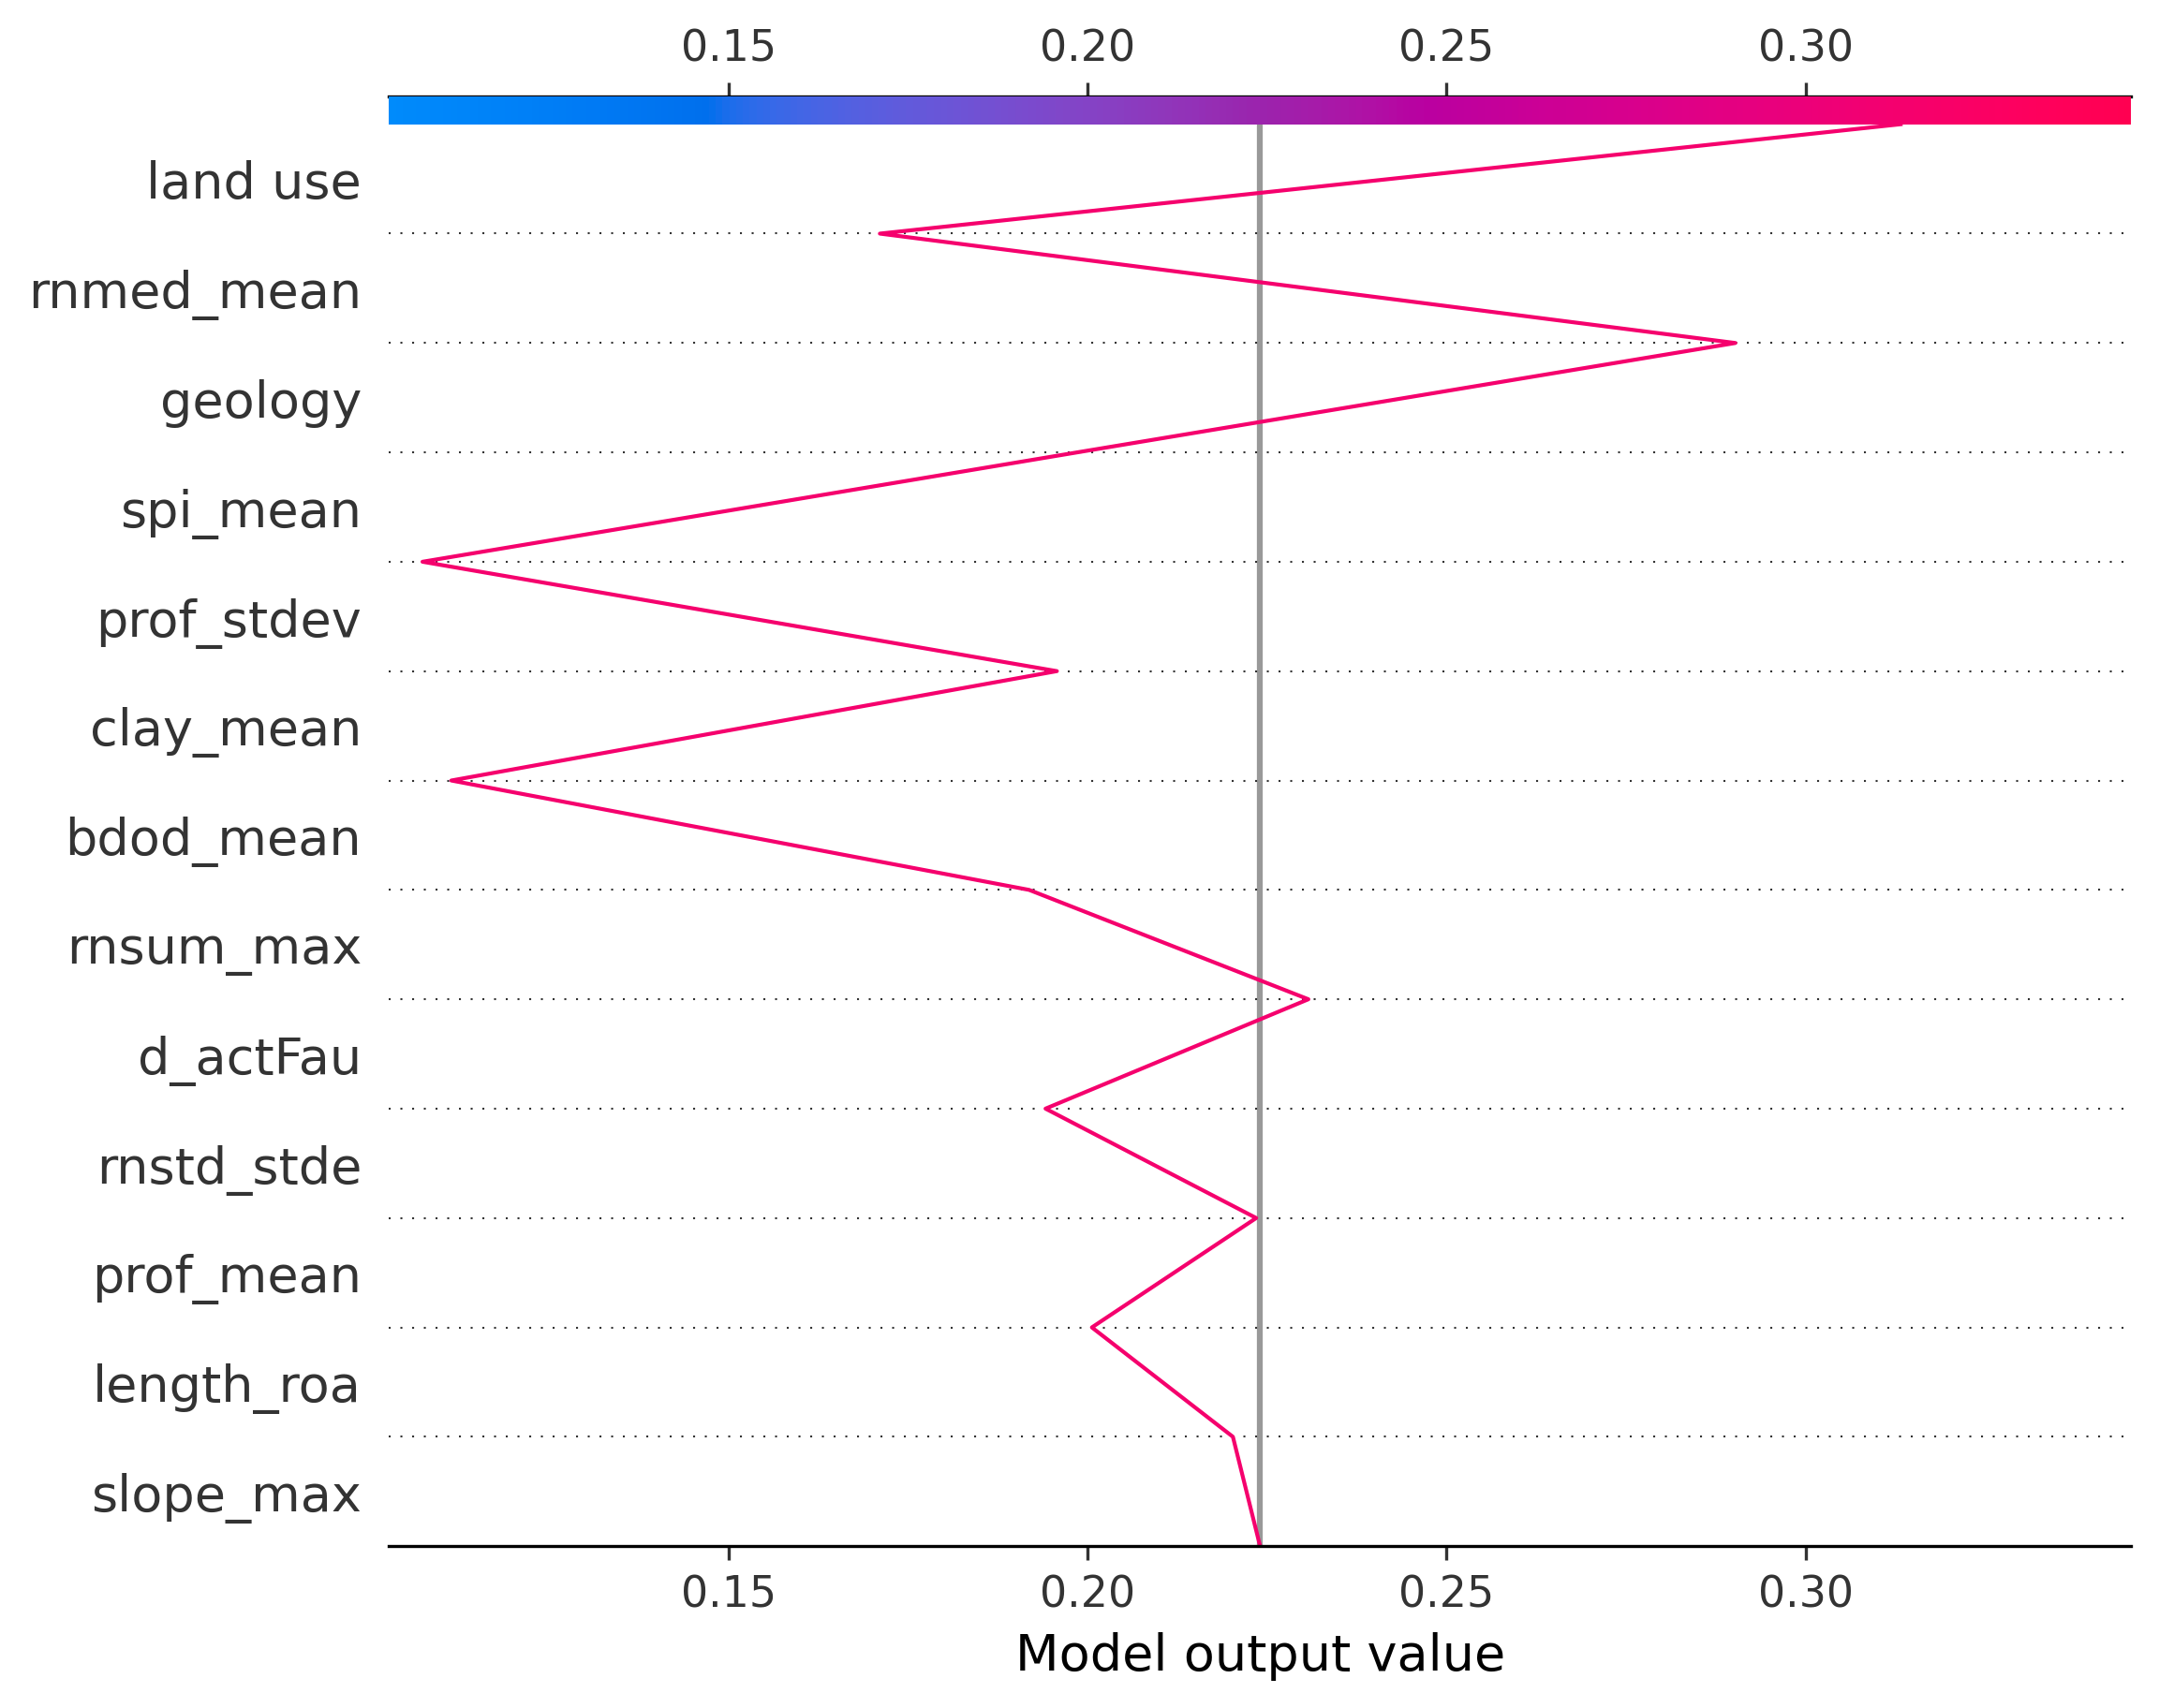 0.15 0.20 0.25 0.30
land use
rnmed_mean
geology
spi_mean
prof_stdev
clay_mean
bdod_mean
rnsum_max
d_actFau
rnstd_stde
prof_mean
length_roa
slope_max
0.15 0.20 0.25 0.30
Model output value